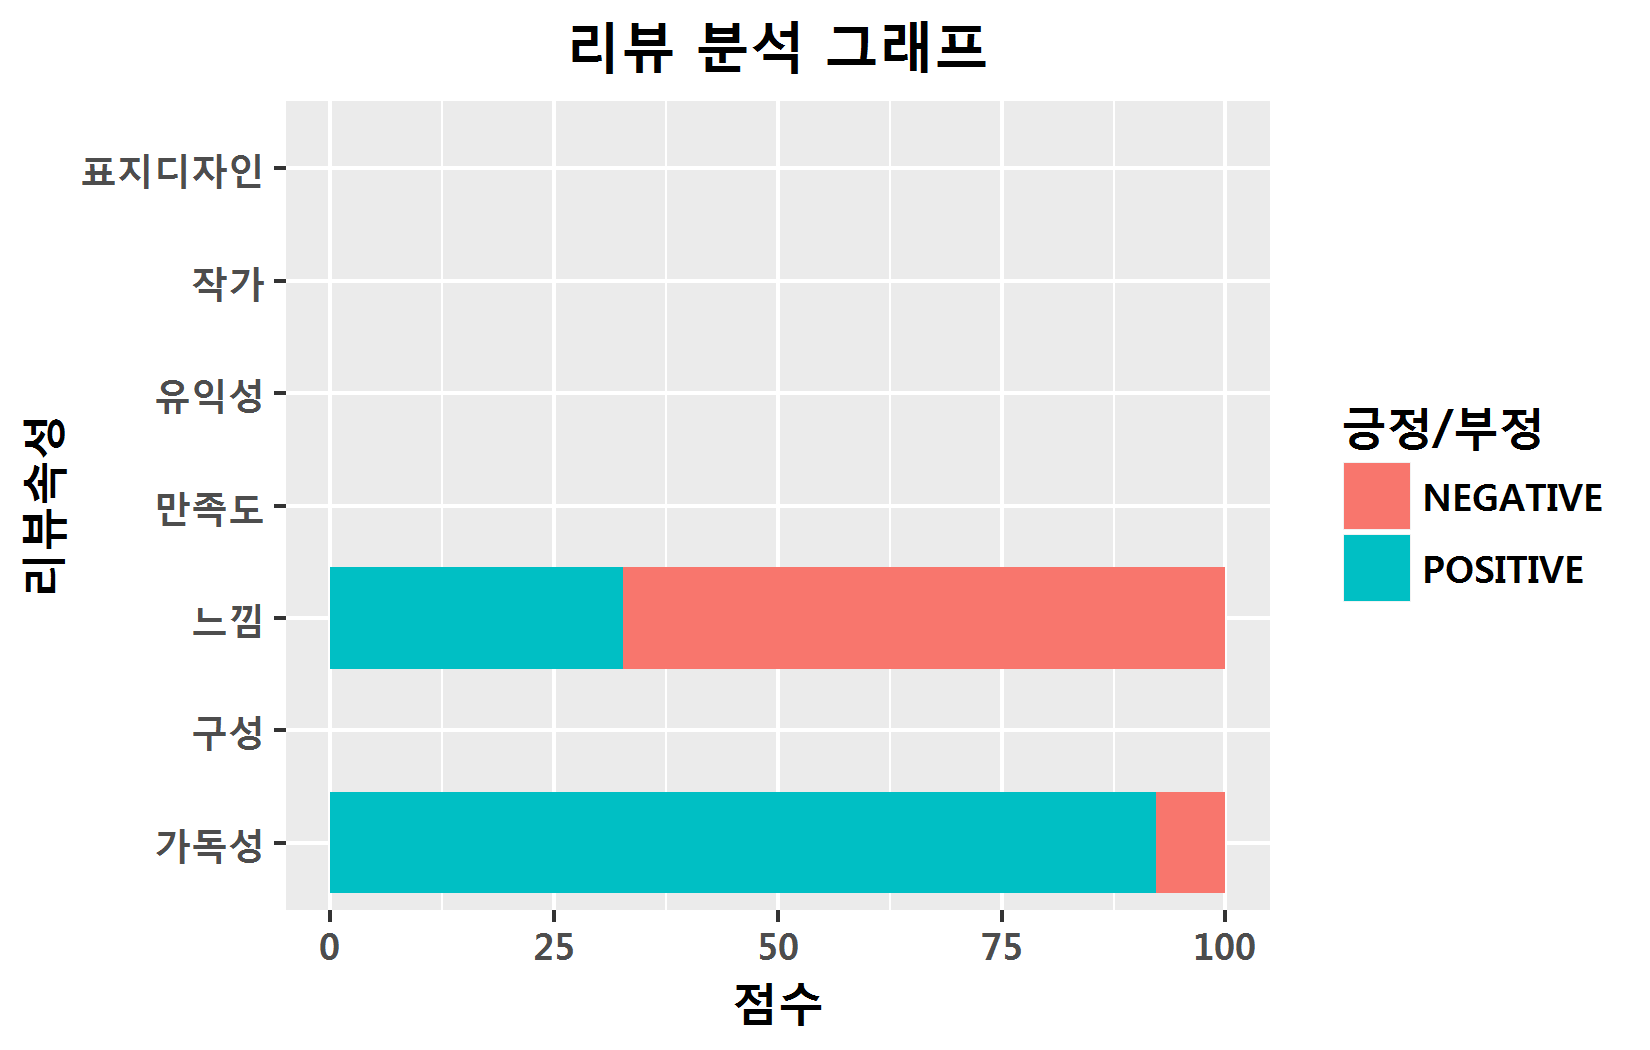 리뷰 분석 그래프
표지디자인
작가
유익성
만족도
느낌
구성
가독성
리뷰속성
0 25 50 75 100
점수
긍정/부정
NEGATIVE
POSITIVE